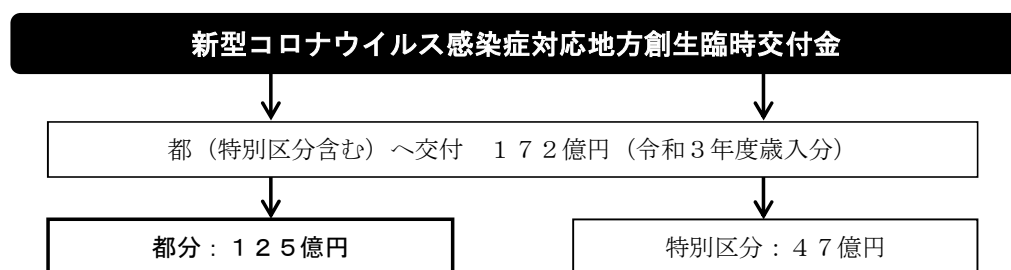 新型コロナウイルス感染症対応地方創生臨時交付金
都（特別区分含む）へ交付　１７２億円（令和３年度歳入分）
都分：１２５億円
特別区分：４７億円